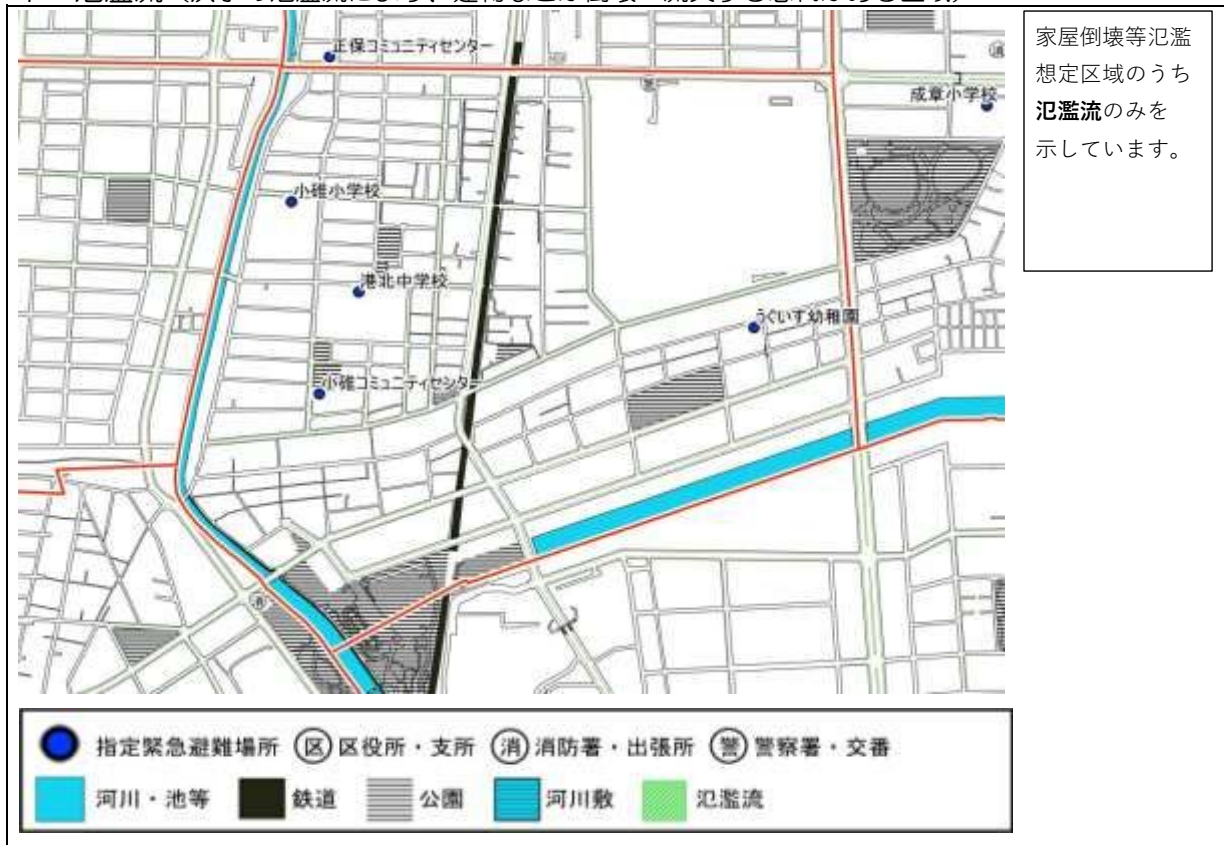 家屋倒壊等氾濫
想定区域のうち
氾濫流のみを
示しています。
正保コミュニティセンター
消
成章小学校
小碓小学校
港北中学校
うぐいす幼稚園
小碓コミュニティセンター
消
指定緊急避難場所 区 区役所・支所 消 消防署・出張所 警 警察署・交番
河川・池等 鉄道 公園 河川敷 氾濫流